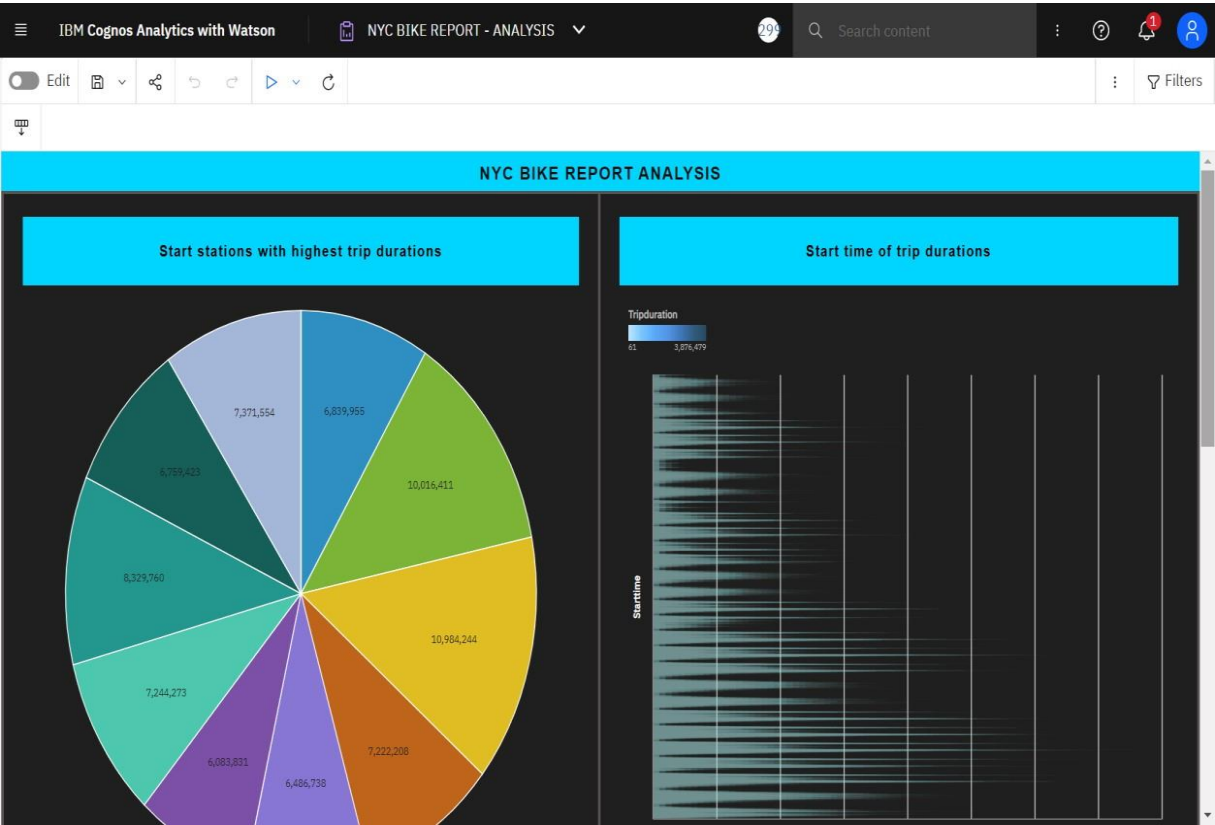 IBM Cognos Analytics with Watson
NYC BIKE REPORT - ANALYSIS
299
Search content
1
Edit
Filters
NYC BIKE REPORT ANALYSIS
Start stations with highest trip durations
Start time of trip durations
Tripduration
61 3,876,479
7,371,554
6,839,955
6,759,423
10,016,411
8,329,760
10,984,244
7,244,273
7,222,208
6,083,831
6,486,738
Starttime